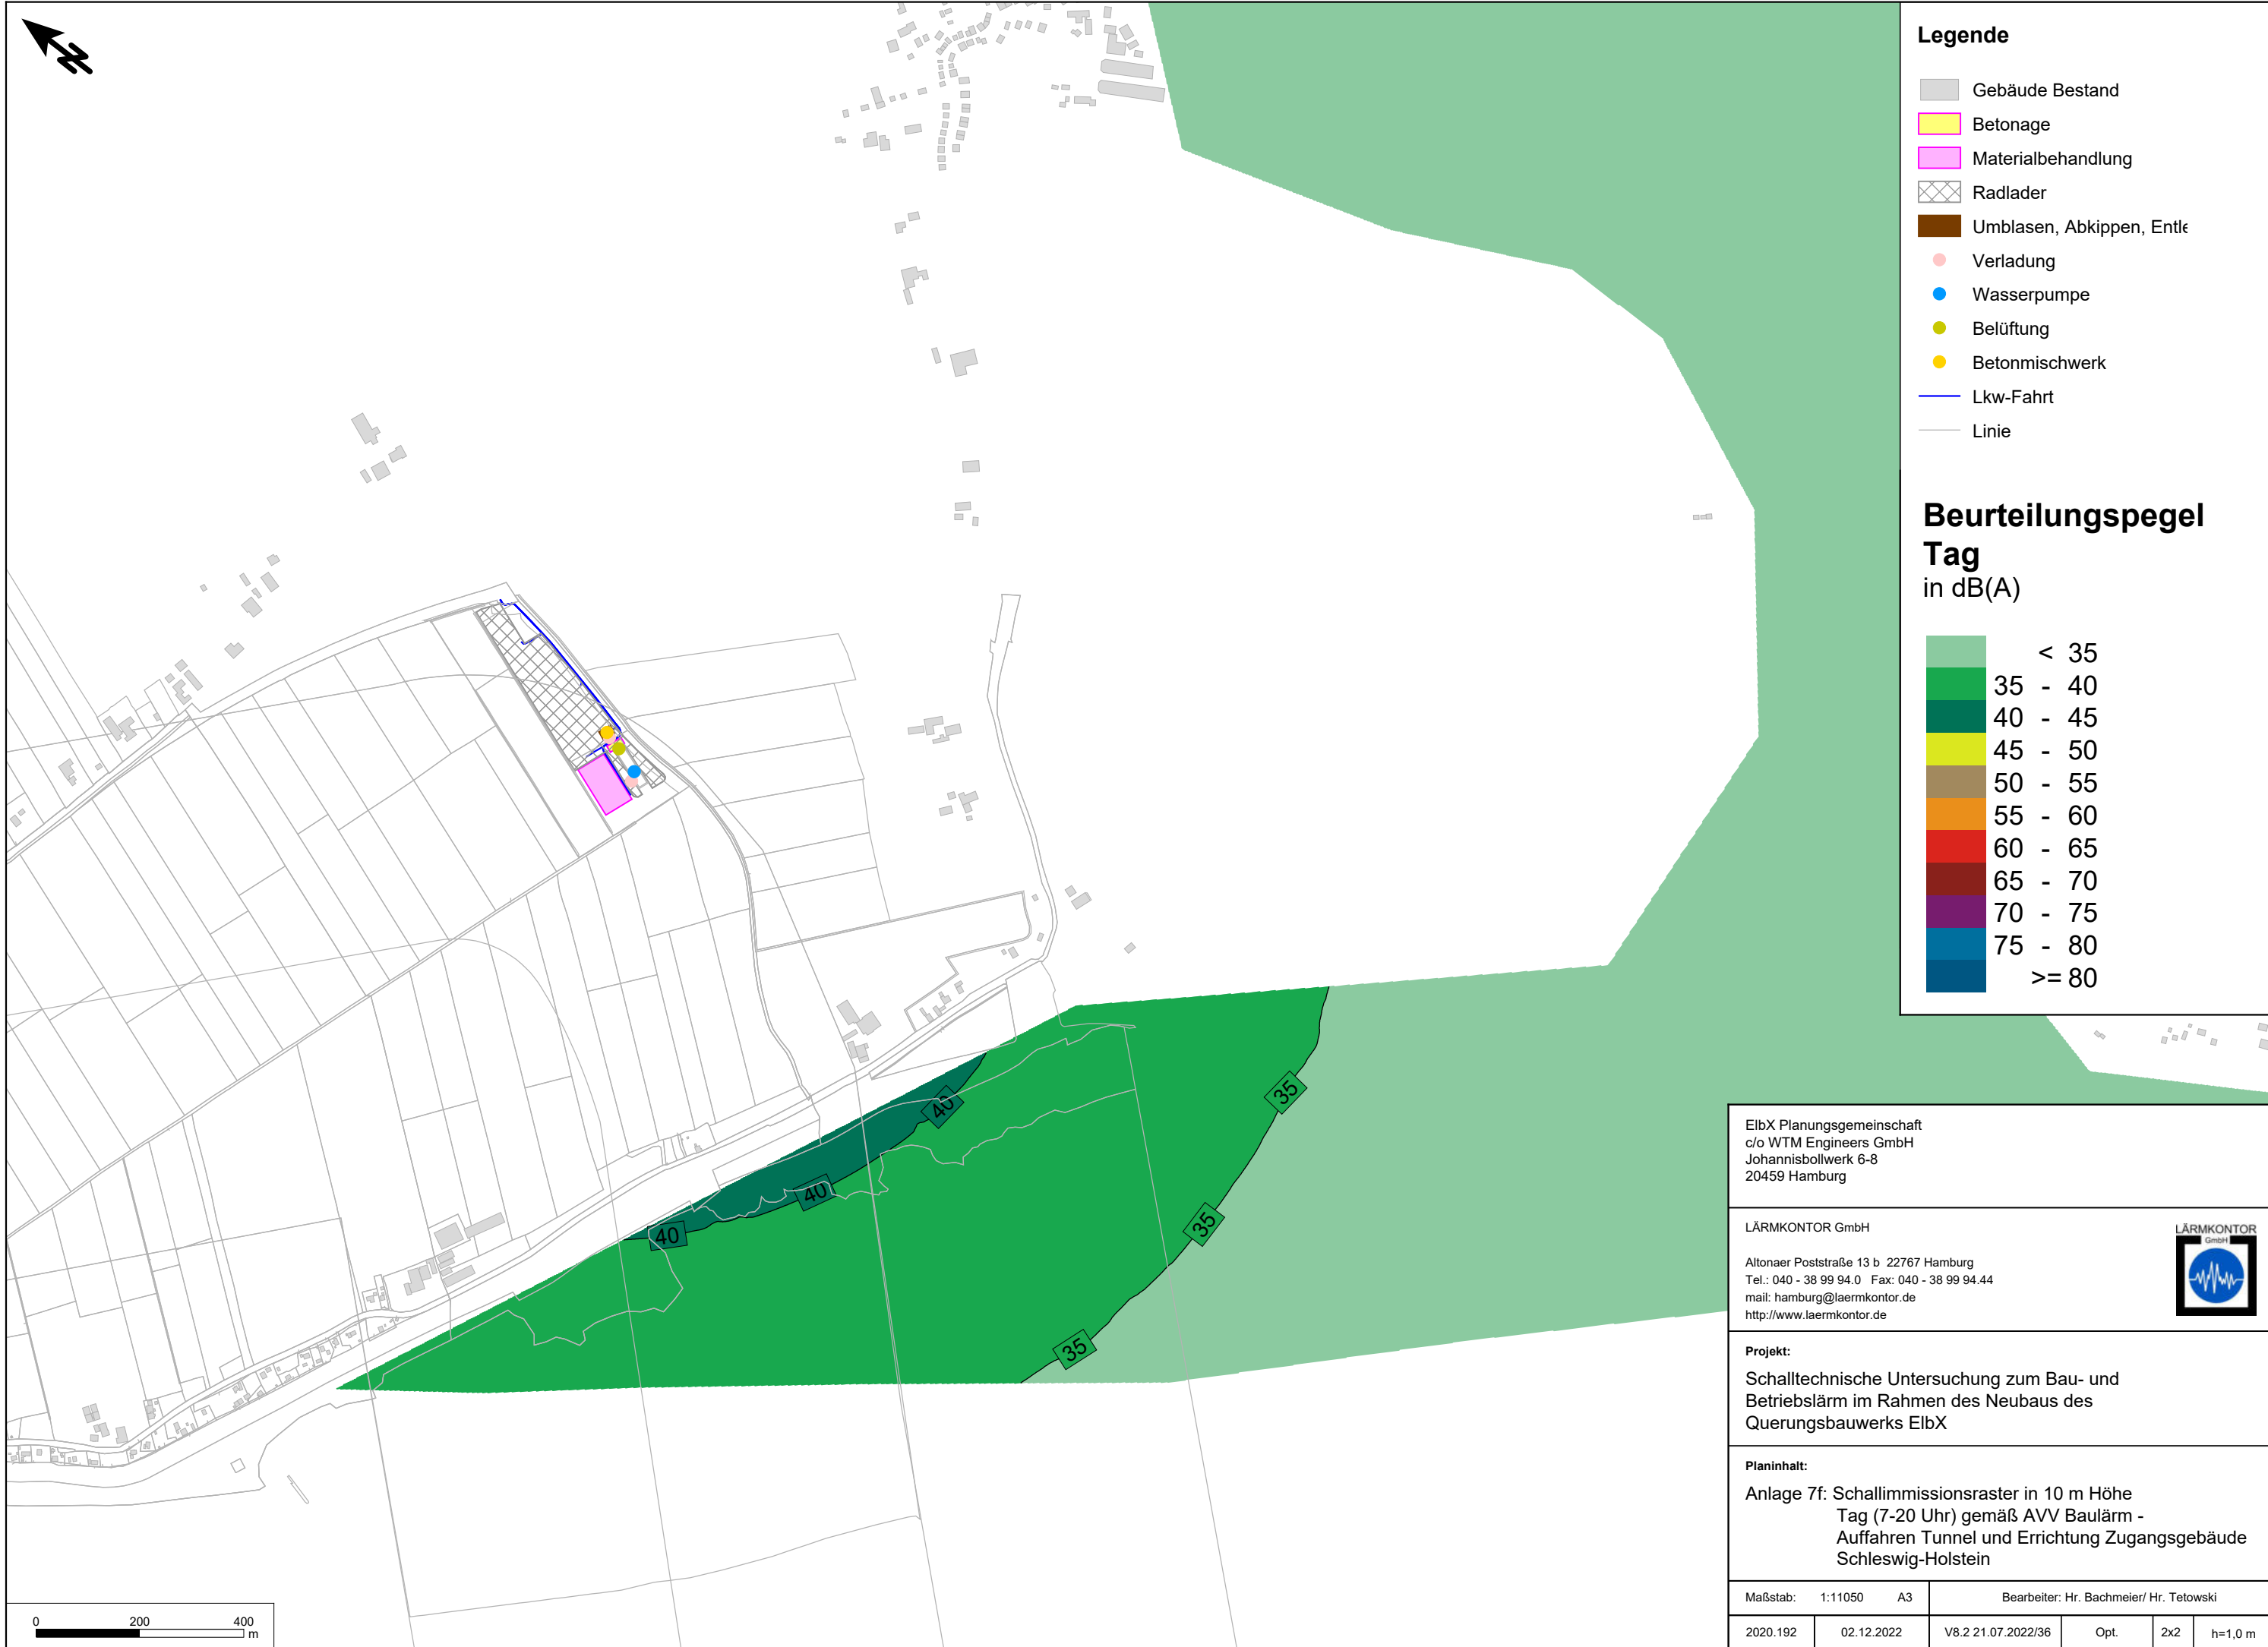 N
Legende
Gebäude Bestand
Betonage
Materialbehandlung
Radlader
Umblasen, Abkippen, Entle
Verladung
Wasserpumpe
Belüftung
Betonmischwerk
Lkw-Fahrt
Linie
Beurteilungspegel
Tag
in dB(A)
< 35
35 - 40
40 - 45
45 - 50
50 - 55
55 - 60
60 - 65
65 - 70
70 - 75
75 - 80
>= 80
40
40
40
35
35
35
ElbX Planungsgemeinschaft
c/o WTM Engineers GmbH
Johannisbollwerk 6-8
20459 Hamburg
LÄRMKONTOR GmbH
Altonaer Poststraße 13 b 22767 Hamburg
Tel.: 040 - 38 99 94.0 Fax: 040 - 38 99 94.44
mail: hamburg@laermkontor.de
http://www.laermkontor.de
LÄRMKONTOR
GmbH
Projekt:
Schalltechnische Untersuchung zum Bau- und
Betriebslärm im Rahmen des Neubaus des
Querungsbauwerks ElbX
Planinhalt:
Anlage 7f: Schallimmissionsraster in 10 m Höhe
Tag (7-20 Uhr) gemäß AVV Baulärm -
Auffahren Tunnel und Errichtung Zugangsgebäude
Schleswig-Holstein
Maßstab: 1:11050 A3 Bearbeiter: Hr. Bachmeier/ Hr. Tetowski
2020.192 02.12.2022 V8.2 21.07.2022/36 Opt. 2x2 h=1,0 m
0 200 400
m